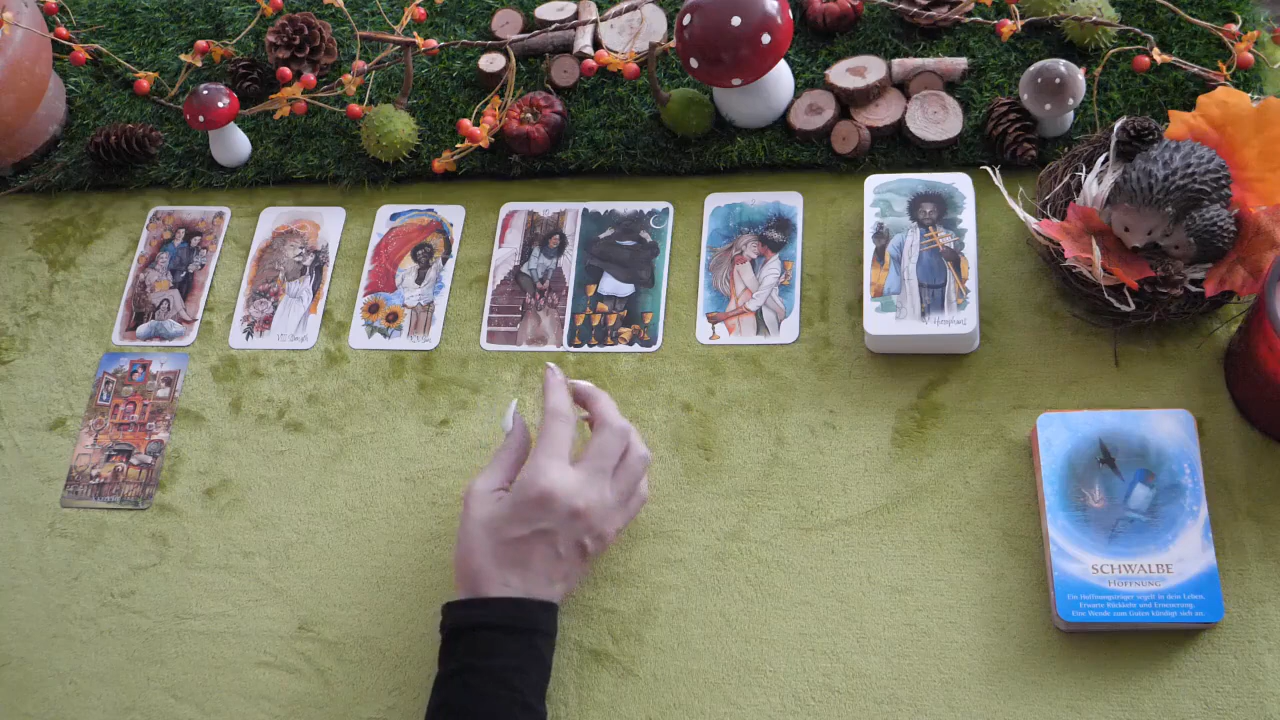 V Hierophant
SCHWALBE
HOFFNUNG
Ein Hoffnungsträger segelt in dein Leben.
Erwarte Rückkehr und Erneuerung.
Eine Wende zum Guten kündigt sich an.